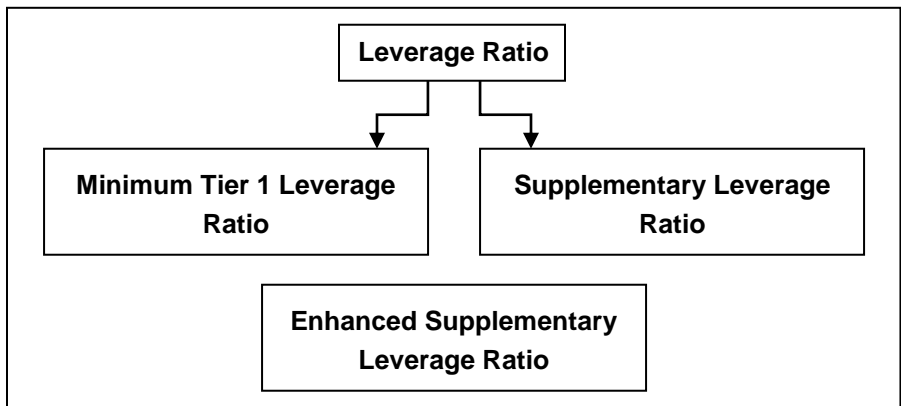 Leverage Ratio
Minimum Tier 1 Leverage
Ratio
Supplementary Leverage
Ratio
Enhanced Supplementary
Leverage Ratio